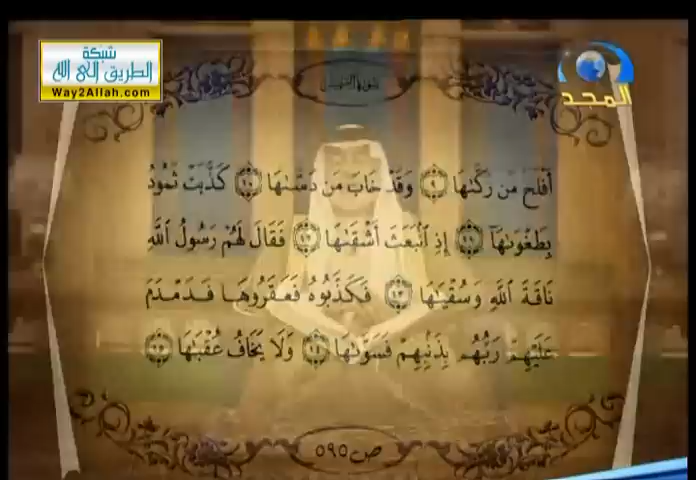 شبكة
الطريق إلى الله
Way2Allah.com
المجد
سورة الشمس
أَفْلَحَ مَن زَكَّىٰهَا ٩ وَقَدْ خَابَ مَن دَسَّىٰهَا ١٠ كَذَّبَتْ ثَمُودُ
بِطَغْوَىٰهَآ ١١ إِذِ ٱنۢبَعَثَ أَشْقَىٰهَا ١٢ فَقَالَ لَهُمْ رَسُولُ ٱللَّهِ
نَاقَةَ ٱللَّهِ وَسُقْيَٰهَا ١٣ فَكَذَّبُوهُ فَعَقَرُوهَا فَدَمْدَمَ
عَلَيْهِمْ رَبُّهُم بِذَنۢبِهِمْ فَسَوَّىٰهَا ١٤ وَلَا يَخَافُ عُقْبَٰهَا ١٥
ص٥٩٥